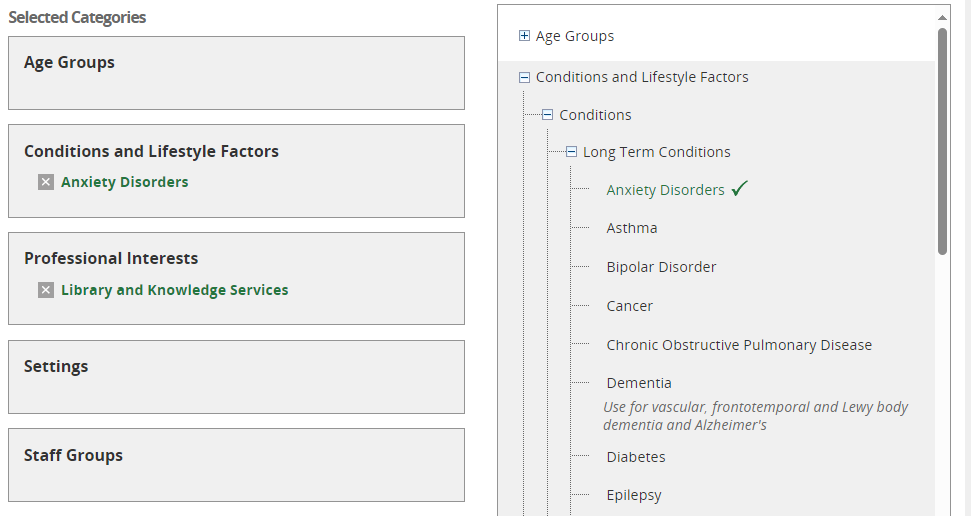 Selected Categories
Age Groups
Conditions and Lifestyle Factors
Anxiety Disorders
Professional Interests
Library and Knowledge Services
Settings
Staff Groups
Age Groups
Conditions and Lifestyle Factors
Conditions
Long Term Conditions
Anxiety Disorders
Asthma
Bipolar Disorder
Cancer
Chronic Obstructive Pulmonary Disease
Dementia
Use for vascular, frontotemporal and Lewy body
dementia and Alzheimer's
Diabetes
Epilepsy